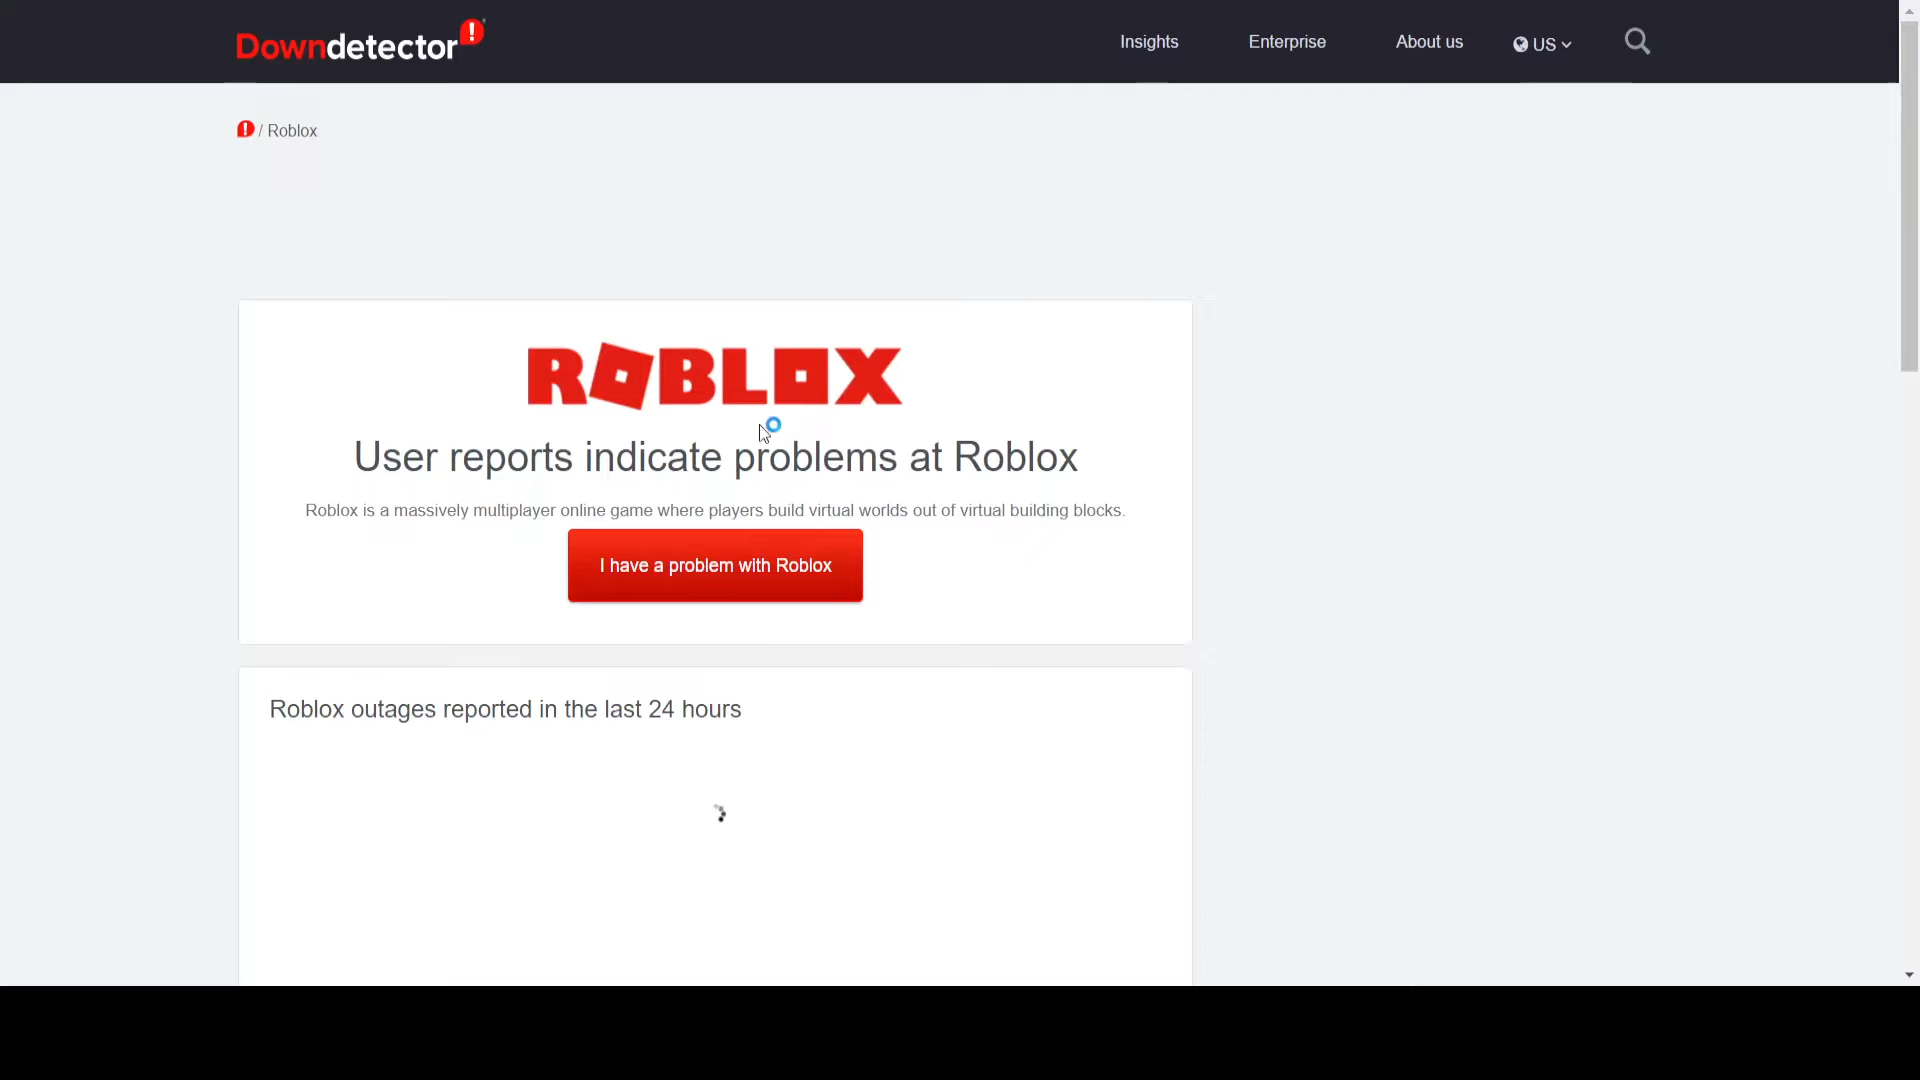 Downdetector
Insights
Enterprise
About us
US
/ Roblox
ROBLOX
User reports indicate problems at Roblox
Roblox is a massively multiplayer online game where players build virtual worlds out of virtual building blocks.
I have a problem with Roblox
Roblox outages reported in the last 24 hours